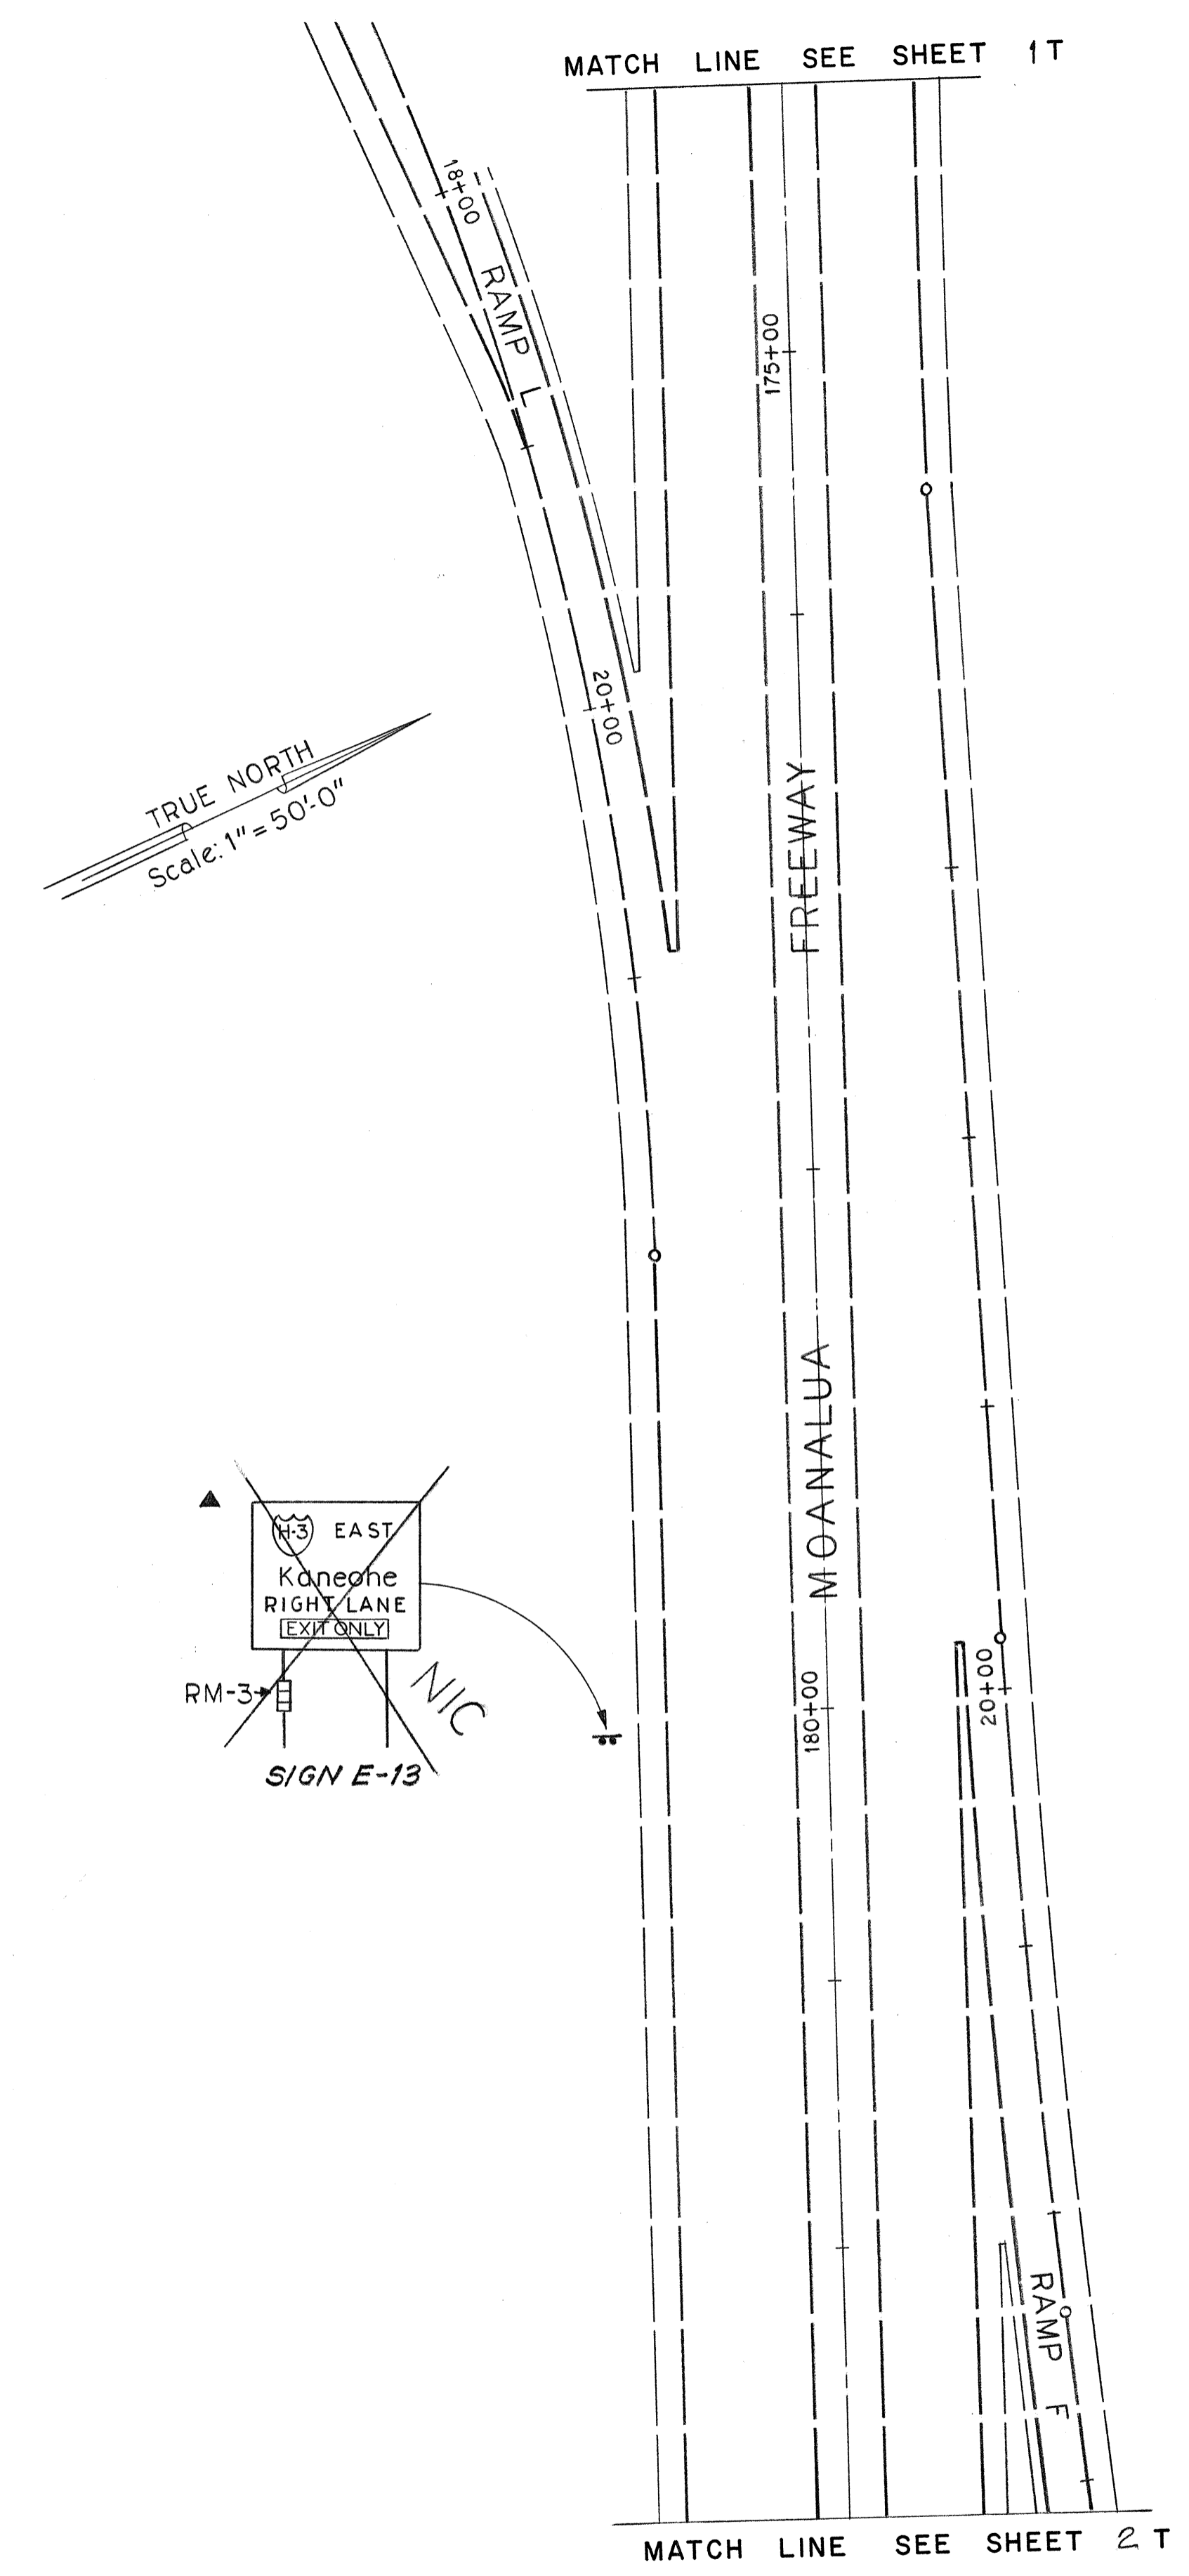 MATCH LINE SEE SHEET 1T
18+00
RAMP L
175+00
20+00
TRUE NORTH
Scale: 1"=50'-0"
FREEWAY
MOANALUA
H-3 EAST
Kaneohe
RIGHT LANE
EXIT ONLY
RM-3
NIC
SIGN E-13
180+00
20+00
RAMP F
MATCH LINE SEE SHEET 2 T